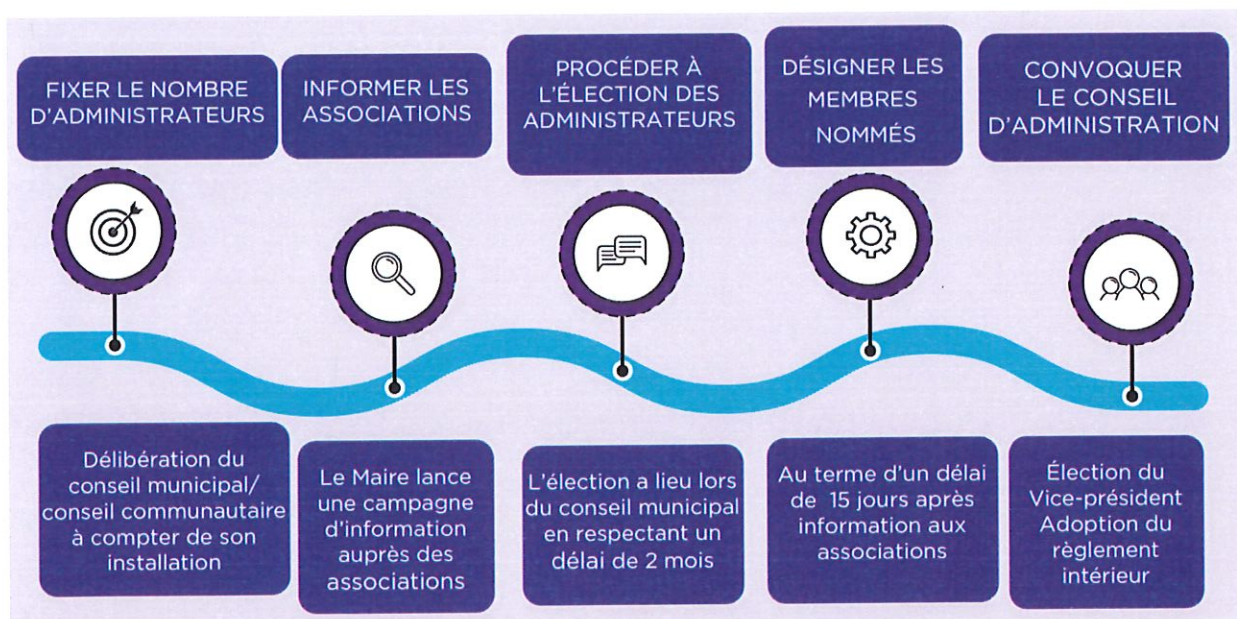 FIXER LE NOMBRE
D'ADMINISTRATEURS
INFORMER LES
ASSOCIATIONS
PROCÉDER À
L'ÉLECTION DES
ADMINISTRATEURS
DÉSIGNER LES
MEMBRES
NOMMÉS
CONVOQUER
LE CONSEIL
D'ADMINISTRATION
Délibération du
conseil municipal/
conseil communautaire
à compter de son
installation
Le Maire lance
une campagne
d'information
auprès des
associations
L'élection a lieu lors
du conseil municipal
en respectant un
délai de 2 mois
Au terme d'un délai
de 15 jours après
information aux
associations
Élection du
Vice-président
Adoption du
règlement
intérieur